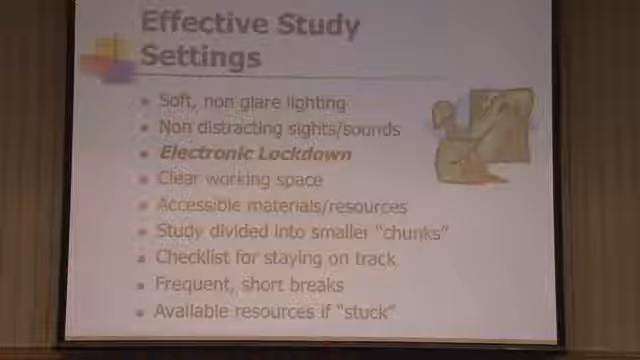 Effective Study
Settings
Soft, non glare lighting
Non distracting sights/sounds
Electronic Lockdown
Clear working space
Accessible materials/resources
Study divided into smaller "chunks"
Checklist for staying on track
Frequent, short breaks
Available resources if "stuck"